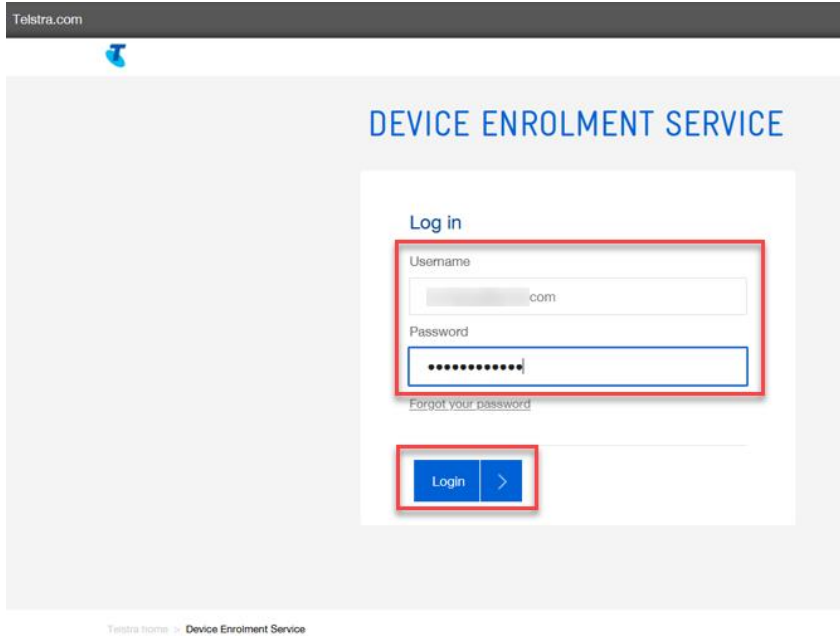 Telstra.com
DEVICE ENROLMENT SERVICE
Log in
Username
com
Password
Forgot your password
Login
Telstra home > Device Enrolment Service